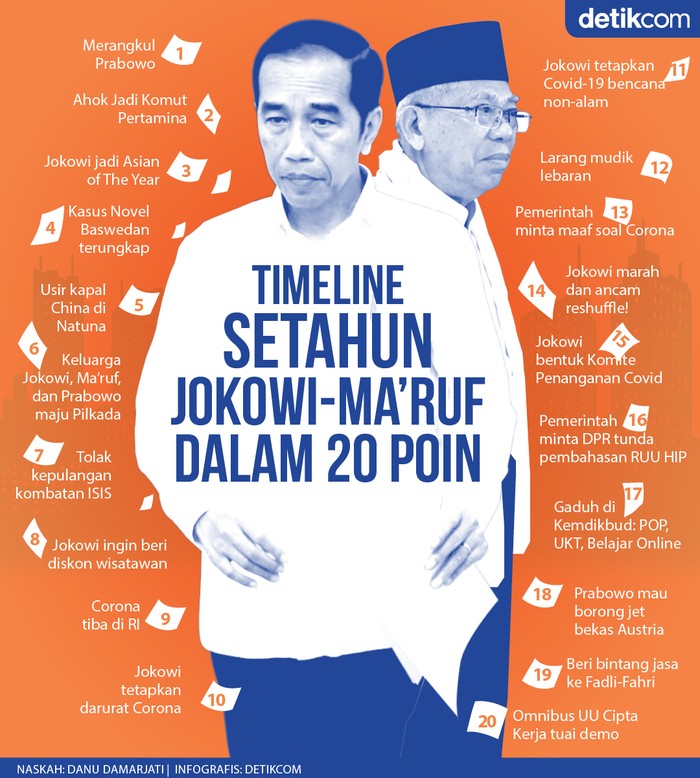 detikcom
TIMELINE
SETAHUN
JOKOWI-MA'RUF
DALAM 20 POIN
1
Merangkul
Prabowo
2
Ahok Jadi Komut
Pertamina
3
Jokowi jadi Asian
of The Year
4
Kasus Novel
Baswedan
terungkap
5
Usir kapal
China di
Natuna
6
Keluarga
Jokowi, Ma'ruf,
dan Prabowo
maju Pilkada
7
Tolak
kepulangan
kombatan ISIS
8
Jokowi ingin beri
diskon wisatawan
9
Corona
tiba di RI
10
Jokowi
tetapkan
darurat Corona
11
Jokowi tetapkan
Covid-19 bencana
non-alam
12
Larang mudik
lebaran
13
Pemerintah
minta maaf soal Corona
14
Jokowi marah
dan ancam
reshuffle!
15
Jokowi
bentuk Komite
Penanganan Covid
16
Pemerintah
minta DPR tunda
pembahasan RUU HIP
17
Gaduh di
Kemdikbud: POP,
UKT, Belajar Online
18
Prabowo mau
borong jet
bekas Austria
19
Beri bintang jasa
ke Fadli-Fahri
20
Omnibus UU Cipta
Kerja tuai demo
NASKAH: DANU DAMARJATI | INFOGRAFIS: DETIKCOM